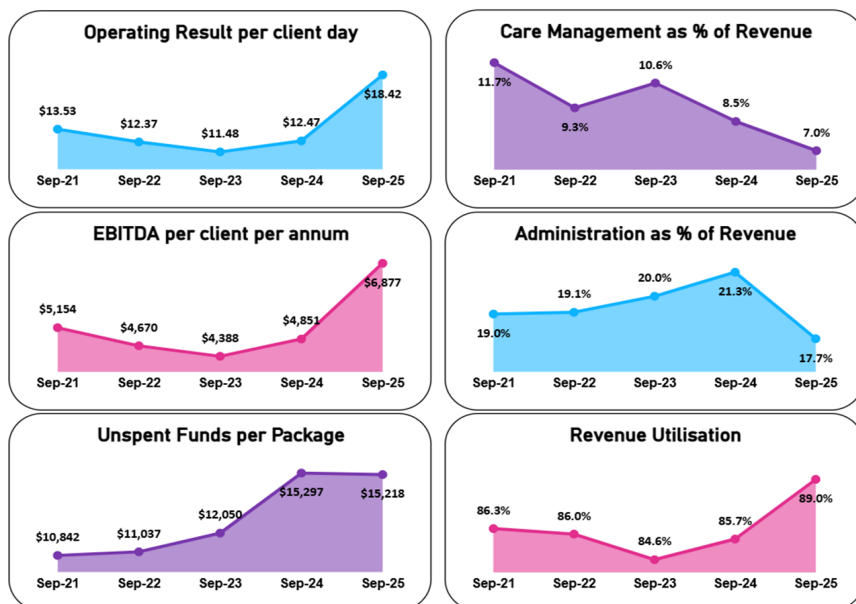 Operating Result per client day
$13.53
$12.37
$11.48
$12.47
$18.42
Sep-21 Sep-22 Sep-23 Sep-24 Sep-25
Care Management as % of Revenue
11.7%
9.3%
10.6%
8.5%
7.0%
Sep-21 Sep-22 Sep-23 Sep-24 Sep-25
EBITDA per client per annum
$5,154
$4,670
$4,388
$4,851
$6,877
Sep-21 Sep-22 Sep-23 Sep-24 Sep-25
Administration as % of Revenue
19.0%
19.1%
20.0%
21.3%
17.7%
Sep-21 Sep-22 Sep-23 Sep-24 Sep-25
Unspent Funds per Package
$10,842
$11,037
$12,050
$15,297
$15,218
Sep-21 Sep-22 Sep-23 Sep-24 Sep-25
Revenue Utilisation
86.3%
86.0%
84.6%
85.7%
89.0%
Sep-21 Sep-22 Sep-23 Sep-24 Sep-25